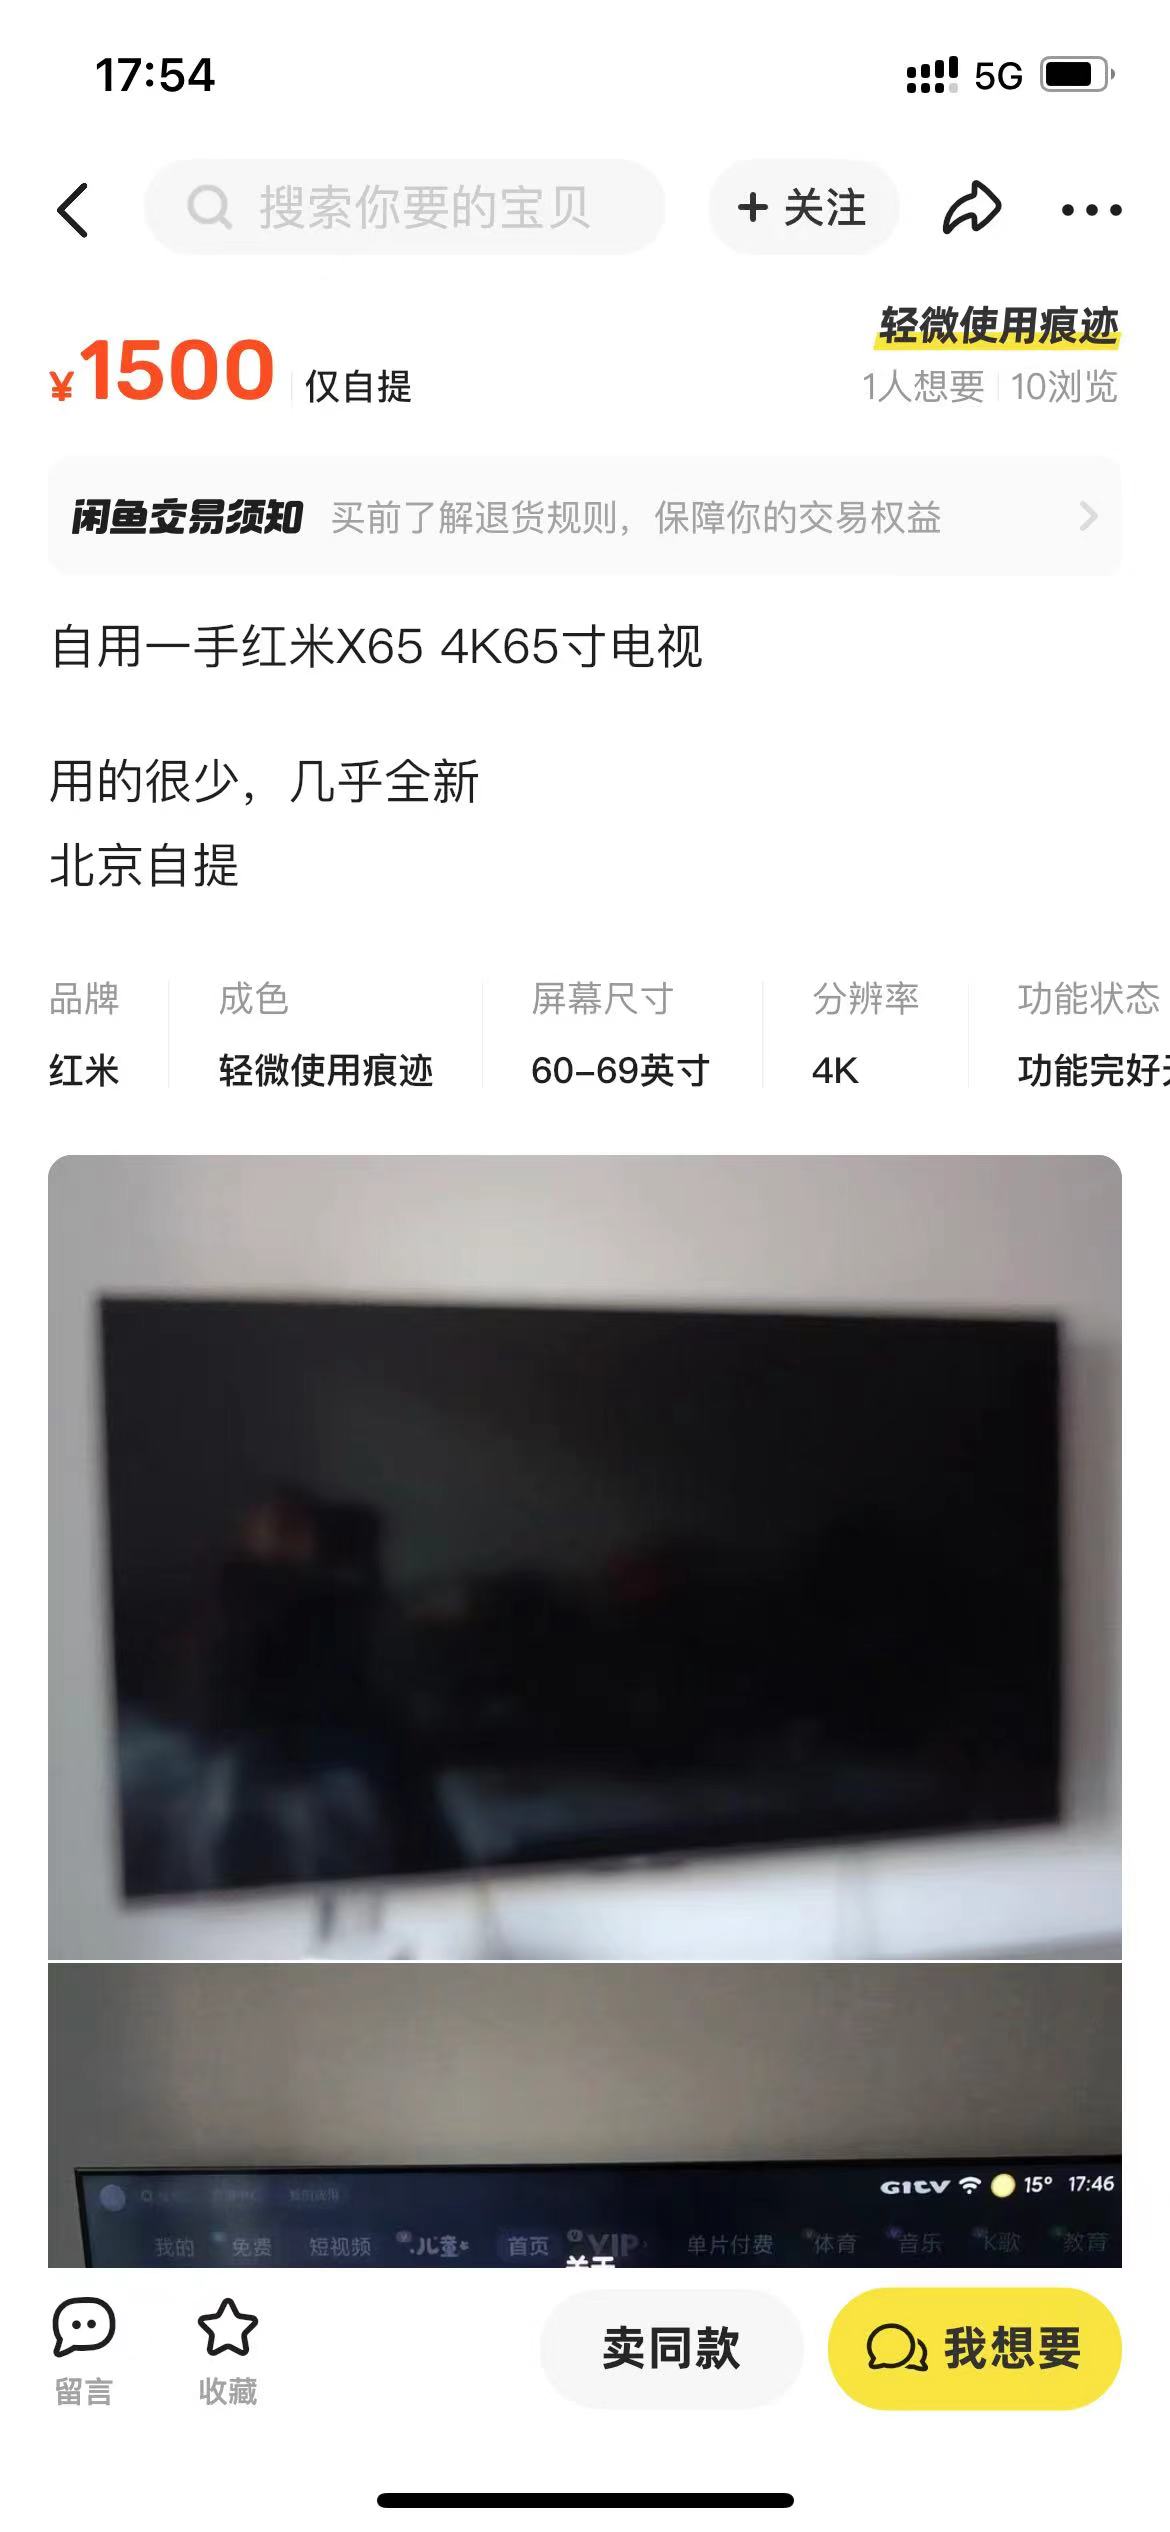 17:54
5G
搜索你要的宝贝
+ 关注
轻微使用痕迹
¥1500
仅自提
1人想要
10浏览
闲鱼交易须知
买前了解退货规则，保障你的交易权益
自用一手红米X65 4K65寸电视
用的很少，几乎全新
北京自提
品牌
成色
屏幕尺寸
分辨率
功能状态
红米
轻微使用痕迹
60-69英寸
4K
功能完好
GITV
15°
17:46
我的
免费
短视频
儿童
首页
VIP
单片付费
体育
音乐
K歌
教育
留言
收藏
卖同款
我想要